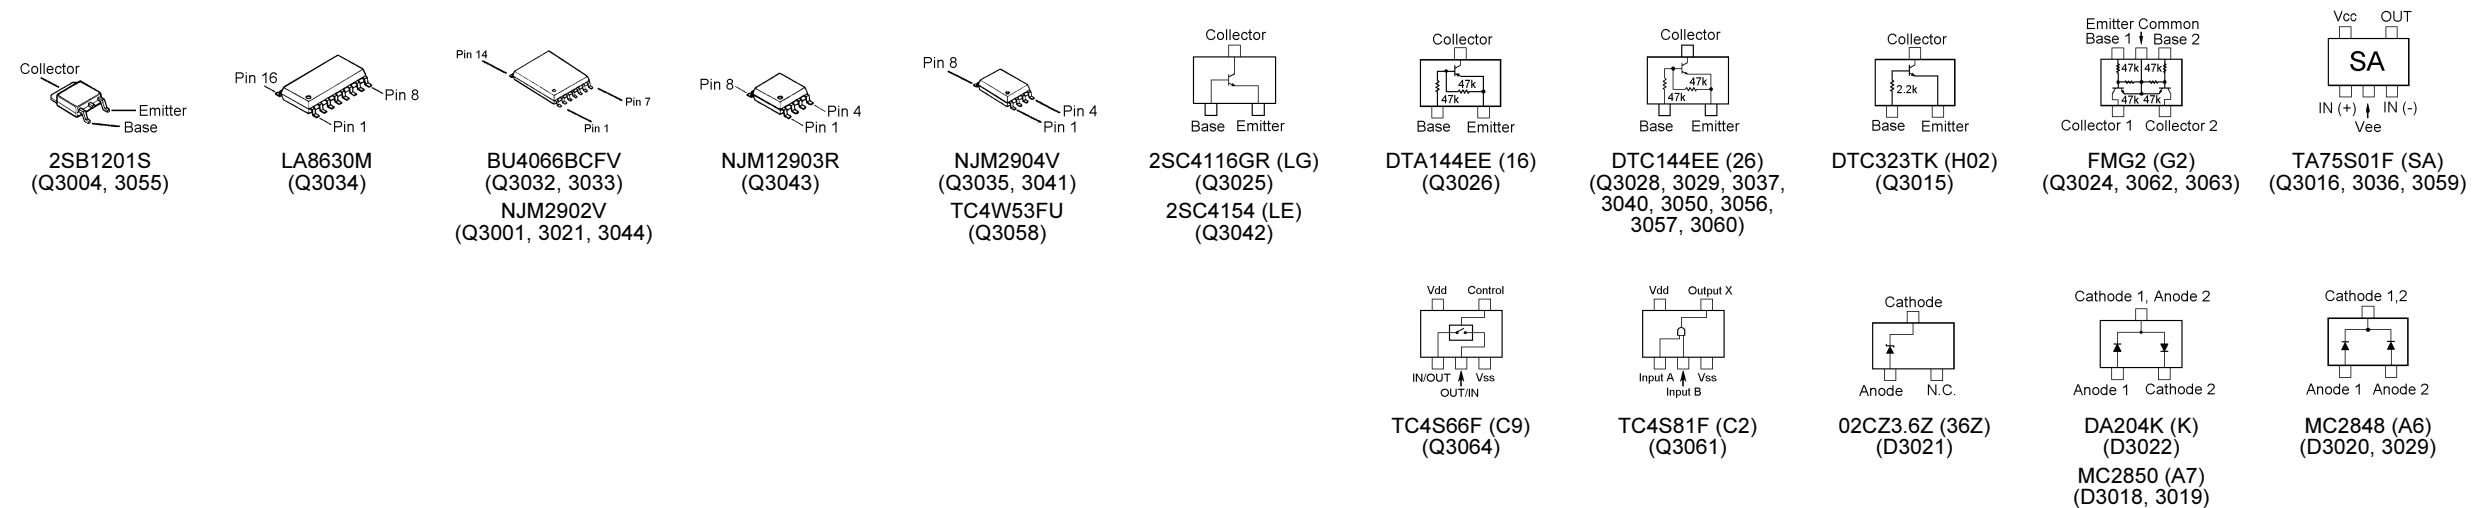 Collector
Emitter
Base
2SB1201S
(Q3004, 3055)
Pin 16
Pin 8
Pin 1
LA8630M
(Q3034)
Pin 14
Pin 7
Pin 1
BU4066BCFV
(Q3032, 3033)
NJM2902V
(Q3001, 3021, 3044)
Pin 8
Pin 4
Pin 1
NJM12903R
(Q3043)
Pin 8
Pin 4
Pin 1
NJM2904V
(Q3035, 3041)
TC4W53FU
(Q3058)
Collector
Base Emitter
2SC4116GR (LG)
(Q3025)
2SC4154 (LE)
(Q3042)
Collector
47k
47k
Base Emitter
DTA144EE (16)
(Q3026)
Collector
47k
47k
Base Emitter
DTC144EE (26)
(Q3028, 3029, 3037,
3040, 3050, 3056,
3057, 3060)
Collector
2.2k
Base Emitter
DTC323TK (H02)
(Q3015)
Emitter Common
Base 1 Base 2
47k 47k
47k 47k
Collector 1 Collector 2
FMG2 (G2)
(Q3024, 3062, 3063)
Vcc OUT
SA
IN (+) IN (-)
Vee
TA75S01F (SA)
(Q3016, 3036, 3059)
Vdd Control
IN/OUT Vss
OUT/IN
TC4S66F (C9)
(Q3064)
Vdd Output X
Input A Vss
Input B
TC4S81F (C2)
(Q3061)
Cathode
Anode N.C.
02CZ3.6Z (36Z)
(D3021)
Cathode 1, Anode 2
Anode 1 Cathode 2
DA204K (K)
(D3022)
MC2850 (A7)
(D3018, 3019)
Cathode 1,2
Anode 1 Anode 2
MC2848 (A6)
(D3020, 3029)